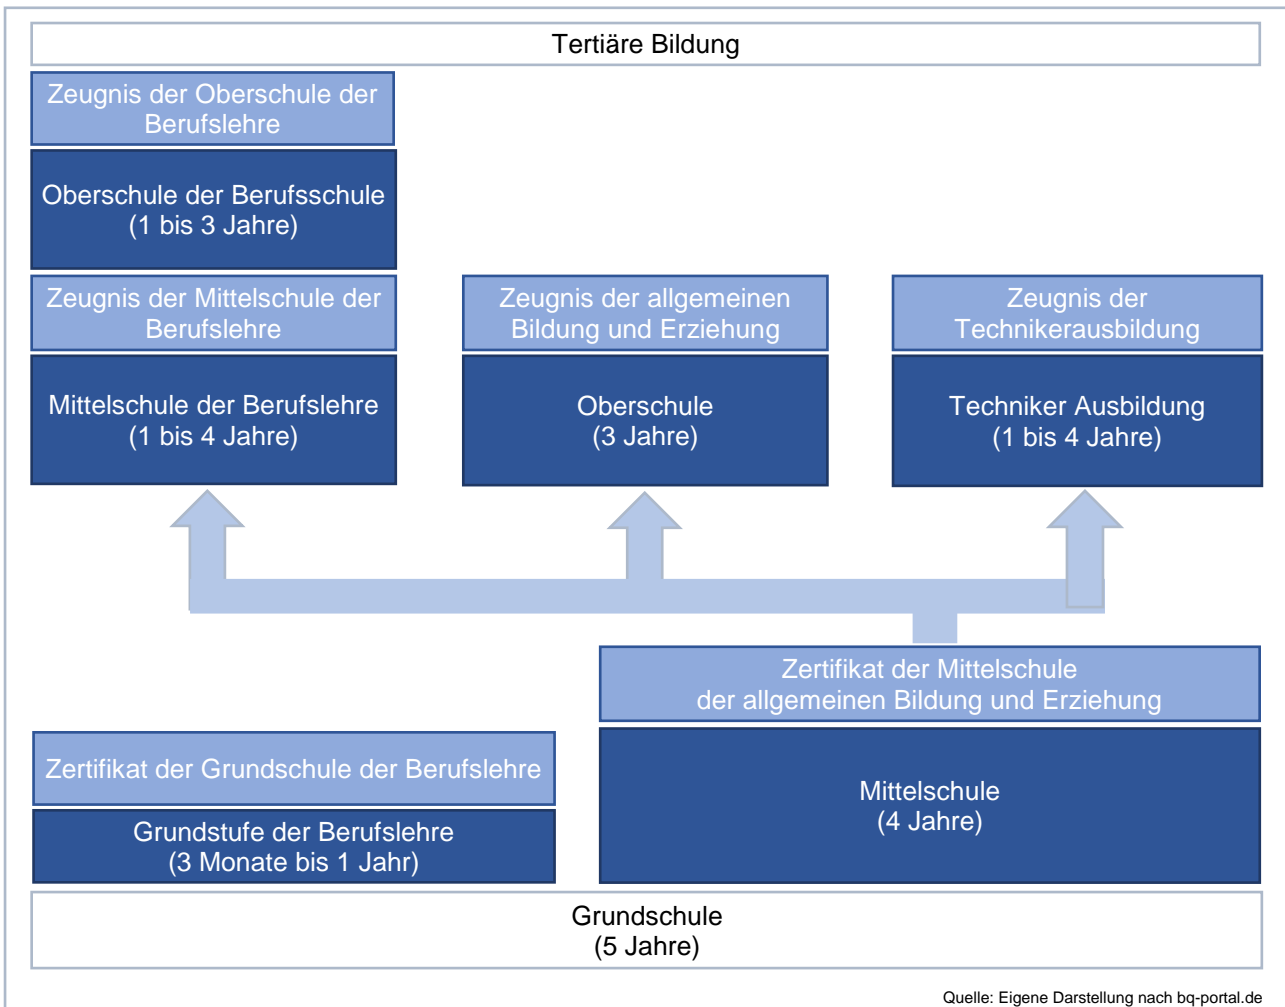 Tertiäre Bildung
Zeugnis der Oberschule der
Berufslehre
Oberschule der Berufsschule
(1 bis 3 Jahre)
Zeugnis der Mittelschule der
Berufslehre
Mittelschule der Berufslehre
(1 bis 4 Jahre)
Zeugnis der allgemeinen
Bildung und Erziehung
Oberschule
(3 Jahre)
Zeugnis der
Technikerausbildung
Techniker Ausbildung
(1 bis 4 Jahre)
Zertifikat der Mittelschule
der allgemeinen Bildung und Erziehung
Mittelschule
(4 Jahre)
Zertifikat der Grundschule der Berufslehre
Grundstufe der Berufslehre
(3 Monate bis 1 Jahr)
Grundschule
(5 Jahre)
Quelle: Eigene Darstellung nach bq-portal.de